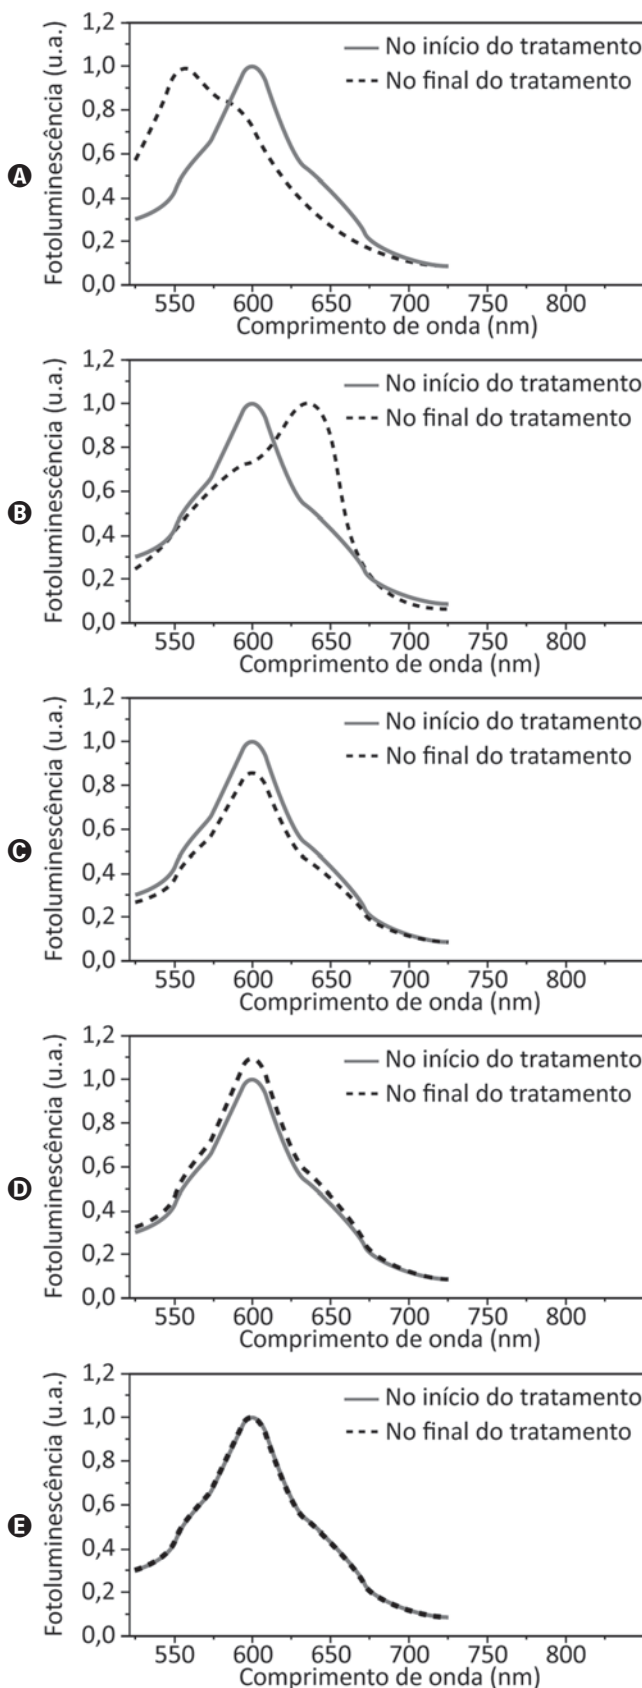 A
Fotoluminescência (u.a.)
1,2
1,0
0,8
0,6
0,4
0,2
0,0
No início do tratamento
No final do tratamento
550 600 650 700 750 800
Comprimento de onda (nm)
B
Fotoluminescência (u.a.)
1,2
1,0
0,8
0,6
0,4
0,2
0,0
No início do tratamento
No final do tratamento
550 600 650 700 750 800
Comprimento de onda (nm)
C
Fotoluminescência (u.a.)
1,2
1,0
0,8
0,6
0,4
0,2
0,0
No início do tratamento
No final do tratamento
550 600 650 700 750 800
Comprimento de onda (nm)
D
Fotoluminescência (u.a.)
1,2
1,0
0,8
0,6
0,4
0,2
0,0
No início do tratamento
No final do tratamento
550 600 650 700 750 800
Comprimento de onda (nm)
E
Fotoluminescência (u.a.)
1,2
1,0
0,8
0,6
0,4
0,2
0,0
No início do tratamento
No final do tratamento
550 600 650 700 750 800
Comprimento de onda (nm)